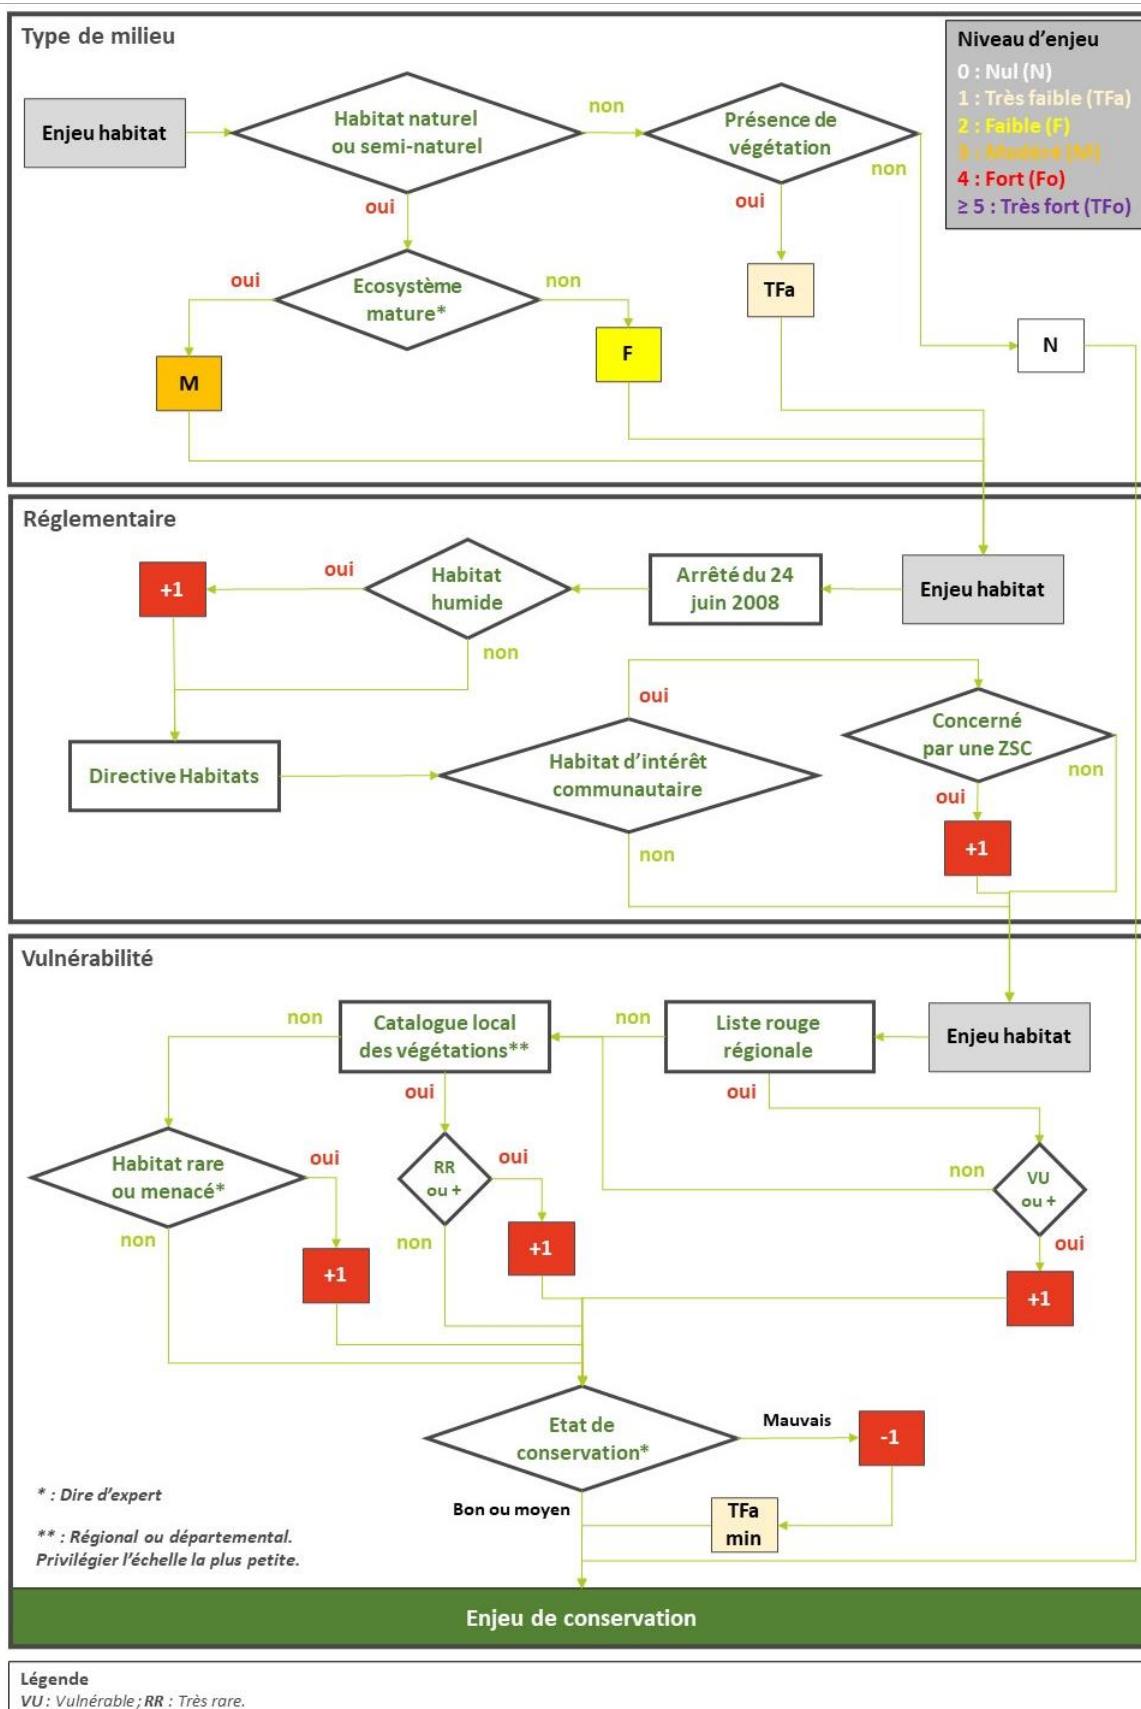 Type de milieu
Niveau d'enjeu
0 : Nul (N)
1 : Très faible (TFa)
2 : Faible (F)
3 : Modéré (M)
4 : Fort (Fo)
≥ 5 : Très fort (TFo)
Enjeu habitat
Habitat naturel
ou semi-naturel
non
Présence de
végétation
non
oui
oui
oui
Ecosystème
mature*
non
TFa
N
F
M
Réglementaire
+1
oui
Habitat
humide
Arrêté du 24
juin 2008
Enjeu habitat
non
oui
Concerné
par une ZSC
non
Directive Habitats
Habitat d'intérêt
communautaire
oui
+1
non
Vulnérabilité
non
Catalogue local
des végétations**
non
Liste rouge
régionale
Enjeu habitat
oui
oui
Habitat rare
ou menacé*
oui
RR
ou +
oui
non
VU
ou +
non
non
oui
+1
+1
+1
Etat de
conservation*
Mauvais
-1
Bon ou moyen
TFa
min
* : Dire d'expert
** : Régional ou départemental.
Privilégier l'échelle la plus petite.
Enjeu de conservation
Légende
VU : Vulnérable ; RR : Très rare.